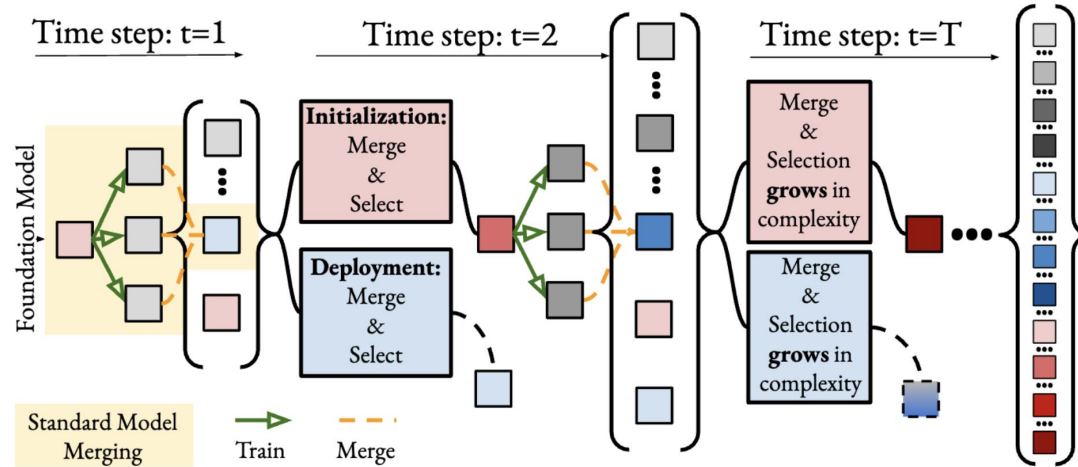 Time step: t=1
Time step: t=2
Time step: t=T
Foundation Model
Initialization:
Merge
&
Select
Deployment:
Merge
&
Select
Merge
&
Selection
grows in
complexity
Merge
&
Selection
grows in
complexity
Standard Model
Merging
Train
Merge